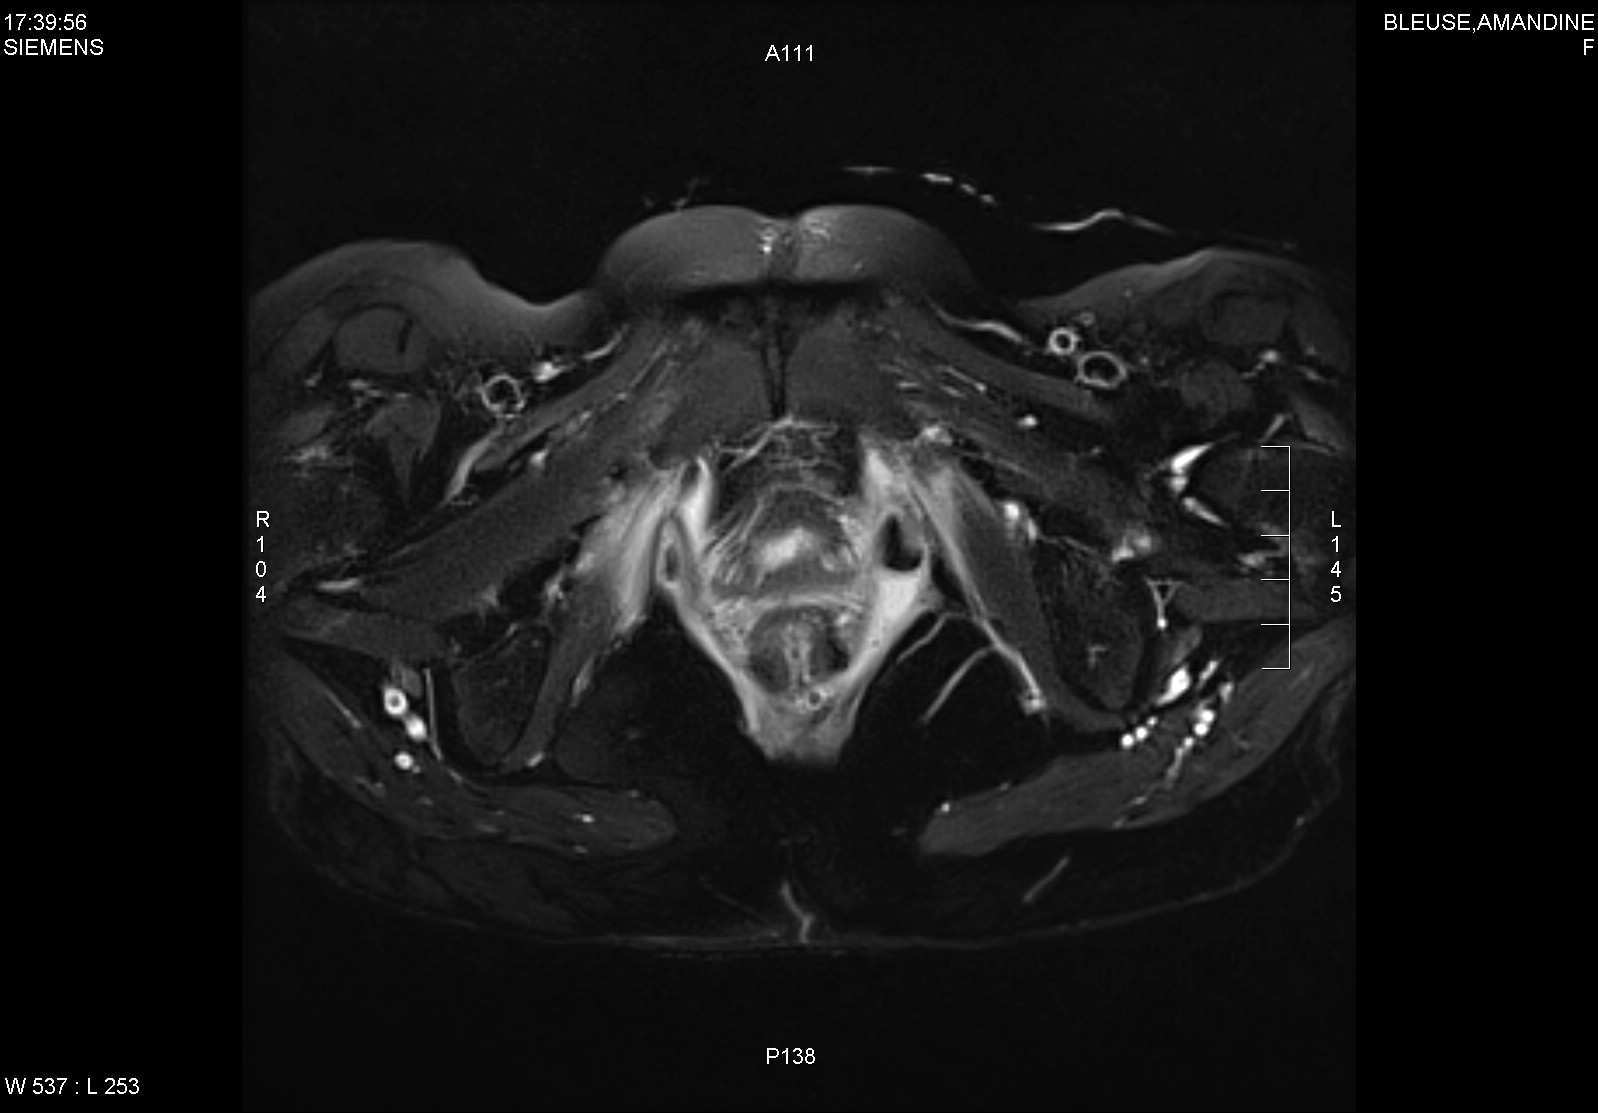 17:39:56
SIEMENS
BLEUSE,AMANDINE
F
A111
R
1
0
4
L
1
4
5
P138
W 537 : L 253